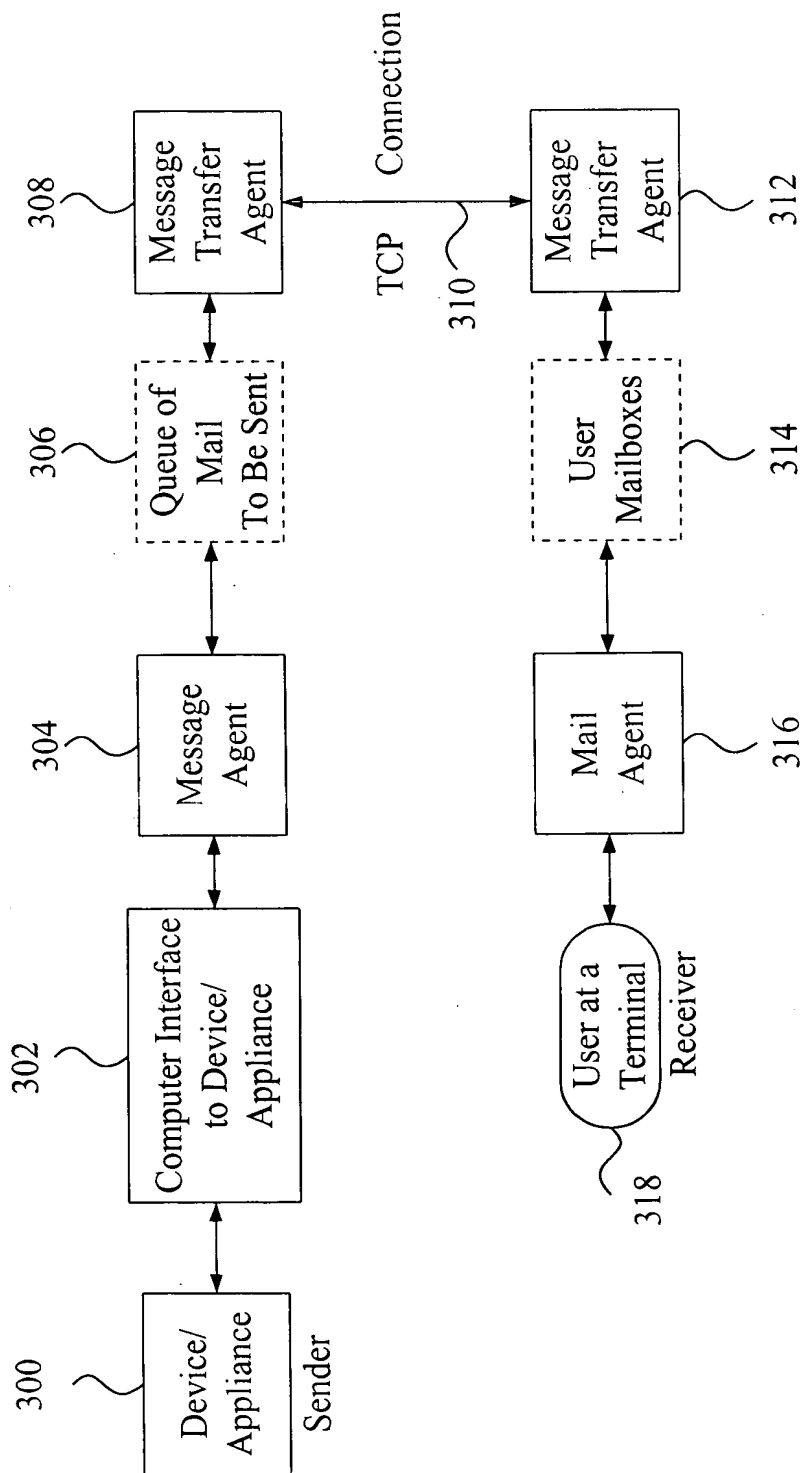 300
Device/
Appliance
Sender
302
Computer Interface
to Device/
Appliance
304
Message
Agent
306
Queue of
Mail
To Be Sent
308
Message
Transfer
Agent
TCP Connection
310
Message
Transfer
Agent
312
User
Mailboxes
314
Mail
Agent
316
User at a
Terminal
Receiver
318